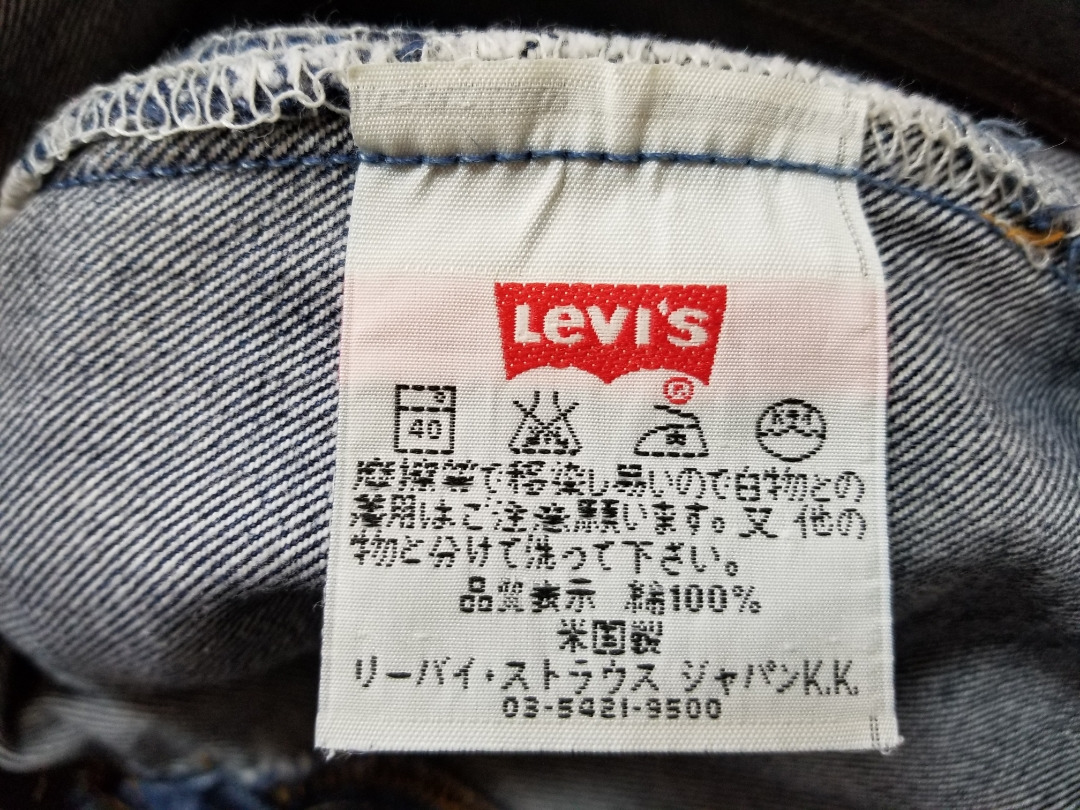 Levi's
®
40
摩擦等で移染し易いので白物との
着用はご注意願います。又 他の
物と分けて洗って下さい。
品質表示 綿100%
米国製
リーバイ・ストラウス ジャパンK.K.
03-5421-9500